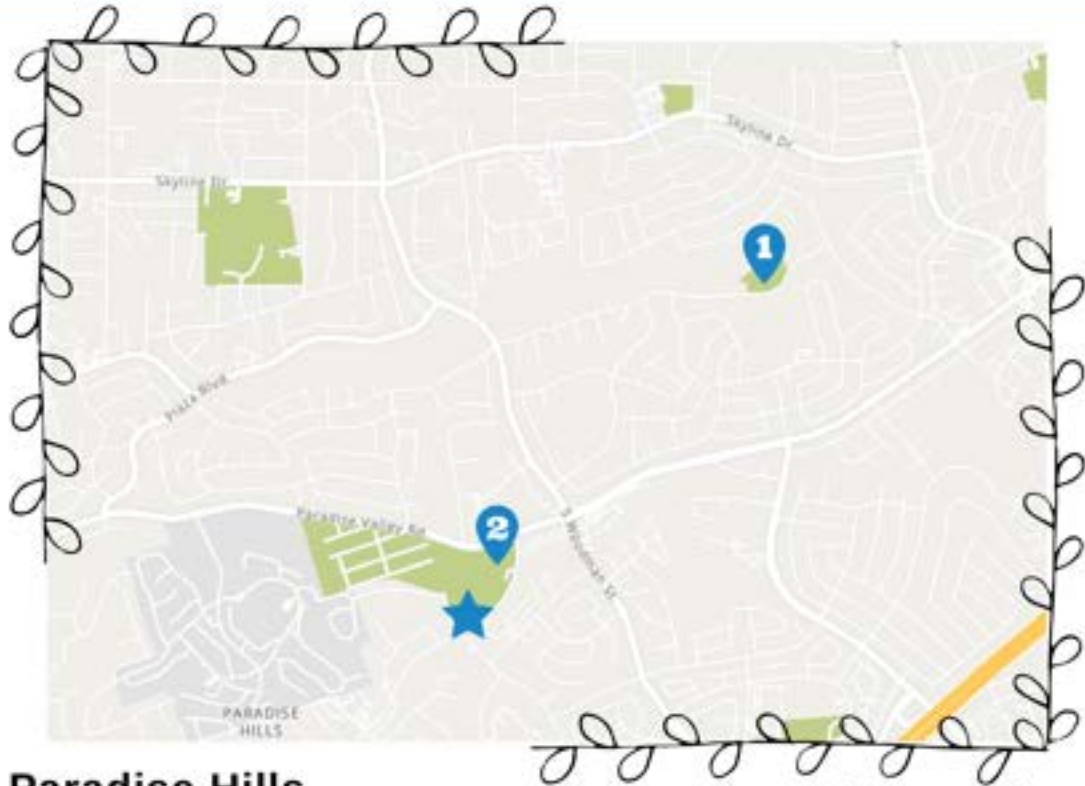 Skyline Dr
Skyline Dr
1
Plaza Blvd
Paradise Valley Rd
2
S Woodman St
PARADISE
HILLS
Paradise Hills